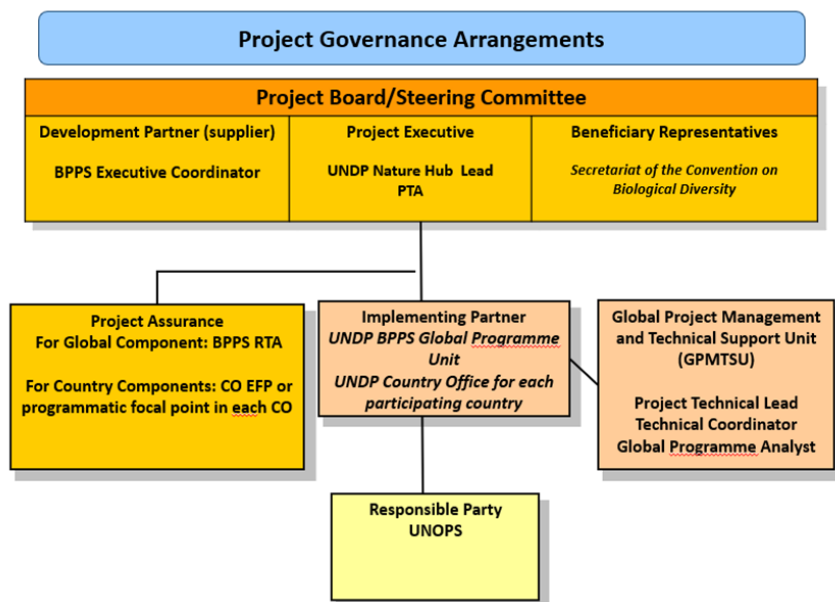 Project Governance Arrangements
Project Board/Steering Committee
Development Partner (supplier)
BPPS Executive Coordinator
Project Executive
UNDP Nature Hub Lead
PTA
Beneficiary Representatives
Secretariat of the Convention on
Biological Diversity
Project Assurance
For Global Component: BPPS RTA
For Country Components: CO EFP or
programmatic focal point in each CO
Implementing Partner
UNDP BPPS Global Programme
Unit
UNDP Country Office for each
participating country
Global Project Management
and Technical Support Unit
(GPMTSU)
Project Technical Lead
Technical Coordinator
Global Programme Analyst
Responsible Party
UNOPS